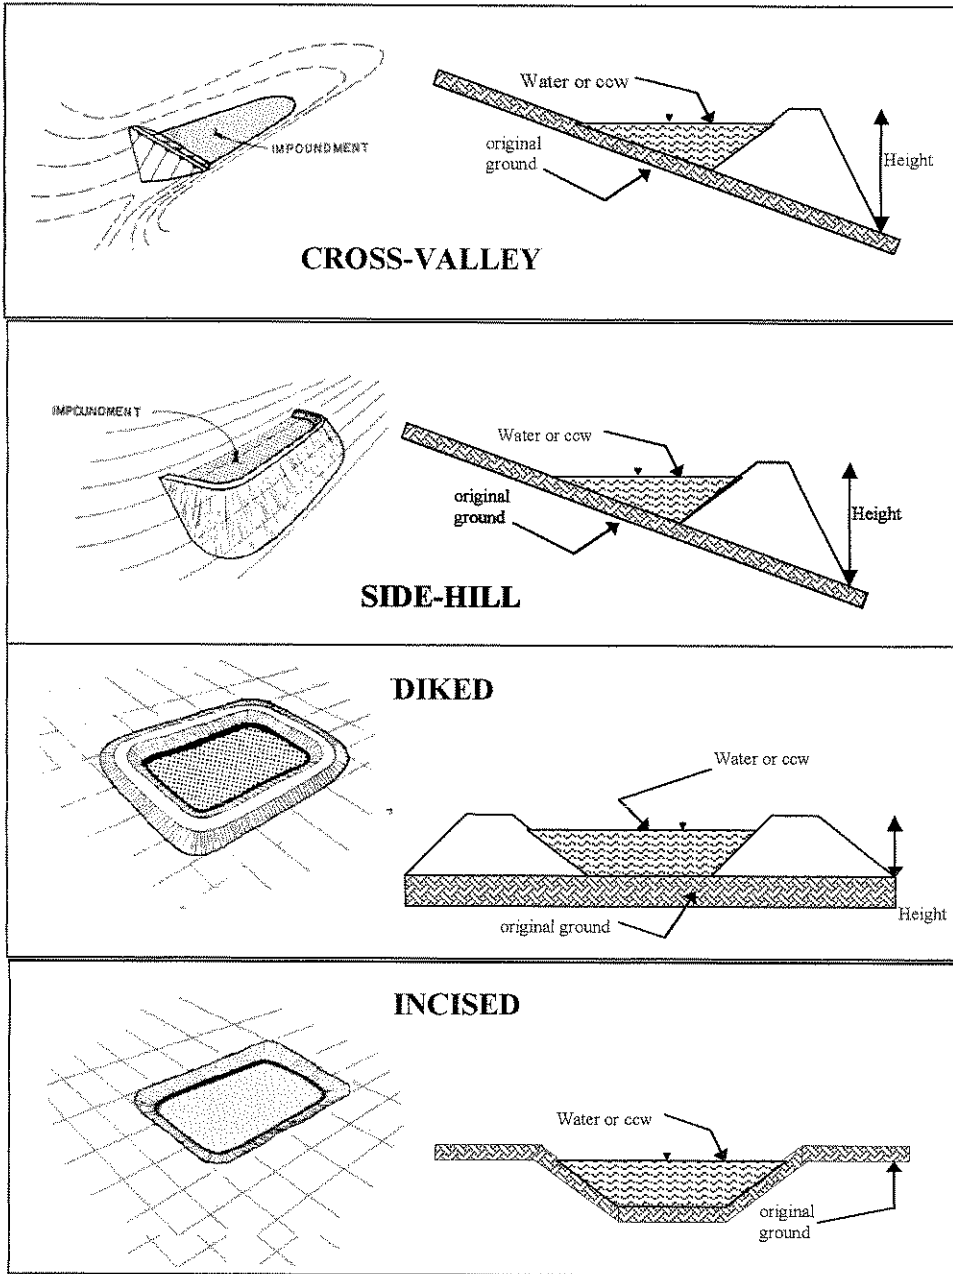 Water or ccw
IMPOUNDMENT
original
ground
Height
CROSS-VALLEY
IMPOUNDMENT
Water or ccw
original
ground
Height
SIDE-HILL
DIKED
Water or ccw
original ground
Height
INCISED
Water or ccw
original
ground